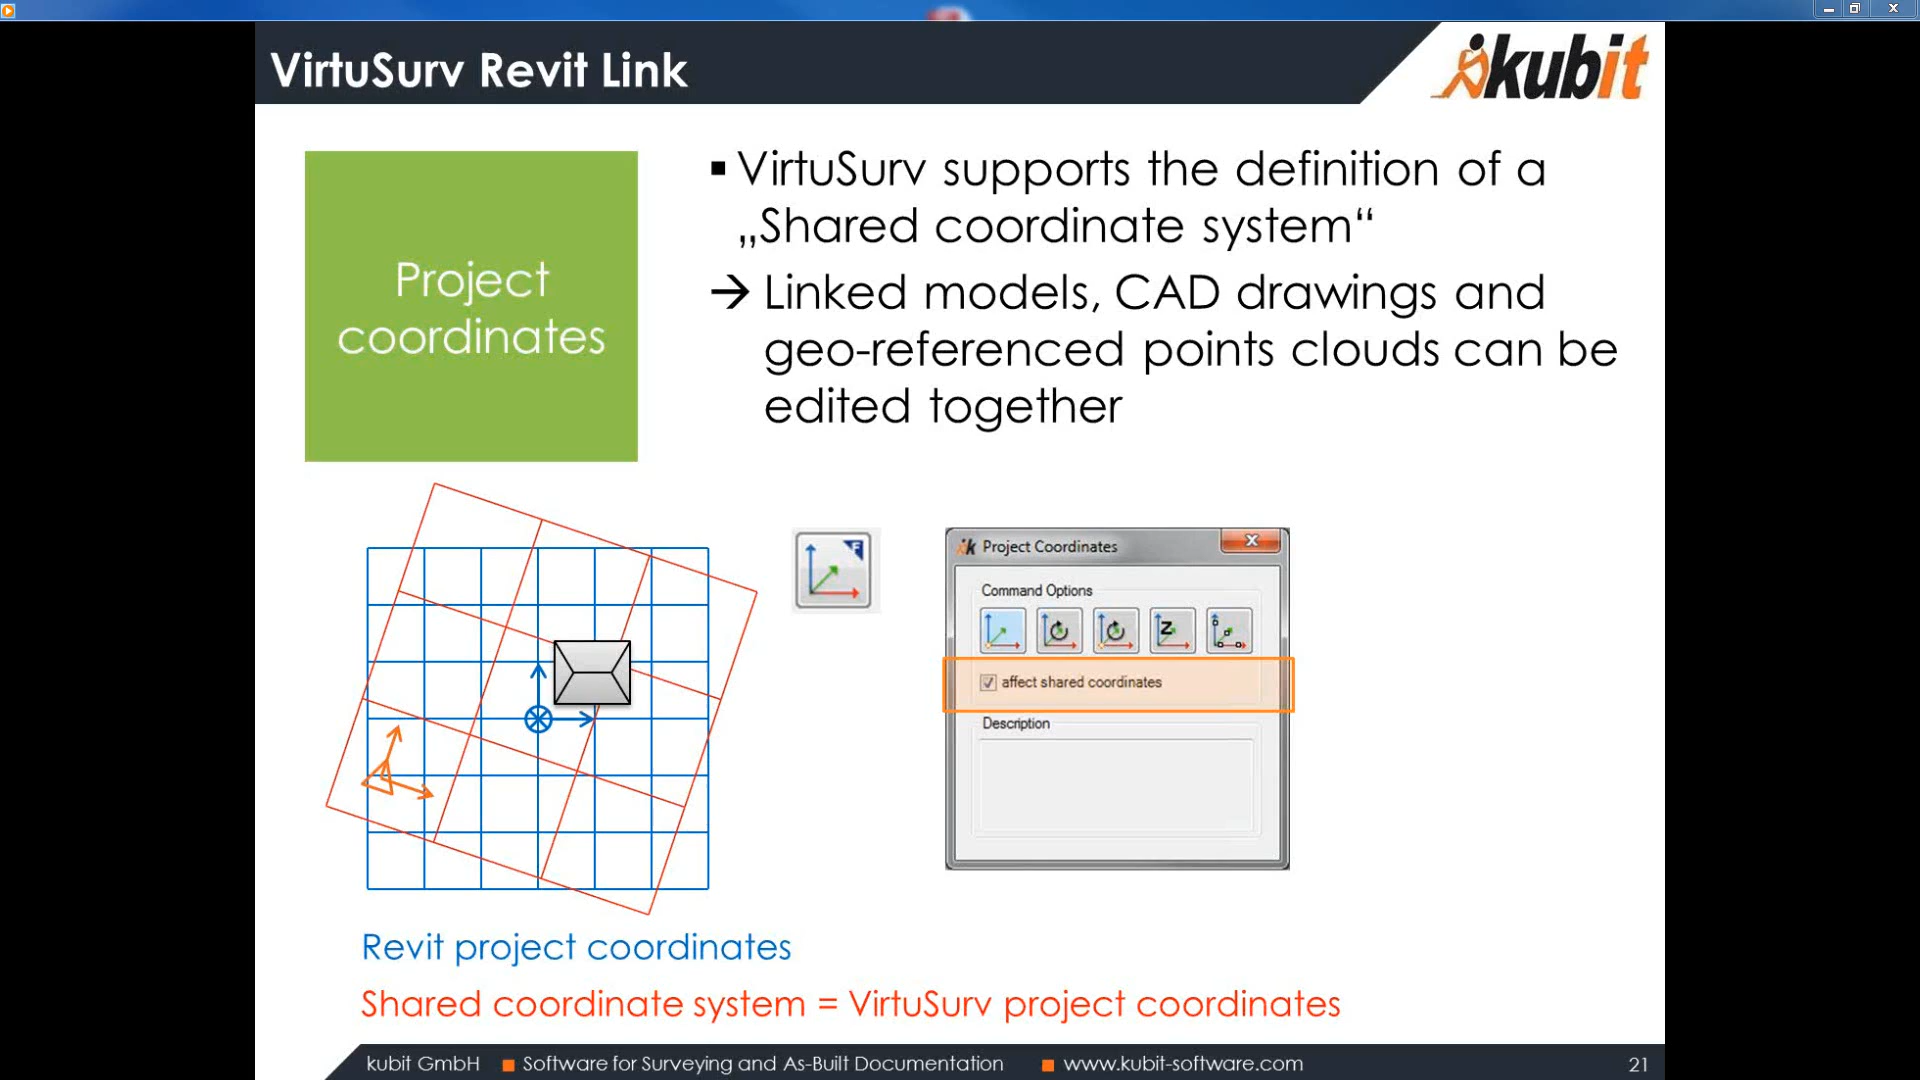 VirtuSurv Revit Link
kubit
Project
coordinates
▪ VirtuSurv supports the definition of a
„Shared coordinate system“
→ Linked models, CAD drawings and
geo-referenced points clouds can be
edited together
F
Project Coordinates
Command Options
Z
affect shared coordinates
Description
Revit project coordinates
Shared coordinate system = VirtuSurv project coordinates
kubit GmbH ■ Software for Surveying and As-Built Documentation ■ www.kubit-software.com 21